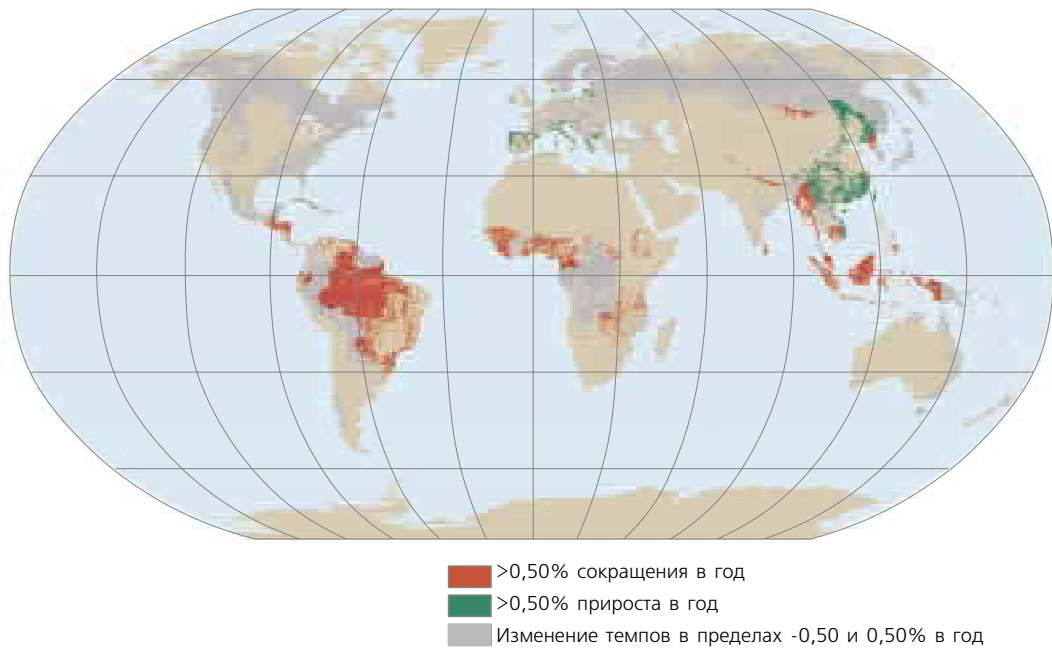 >0,50% сокращения в год
>0,50% прироста в год
Изменение темпов в пределах -0,50 и 0,50% в год